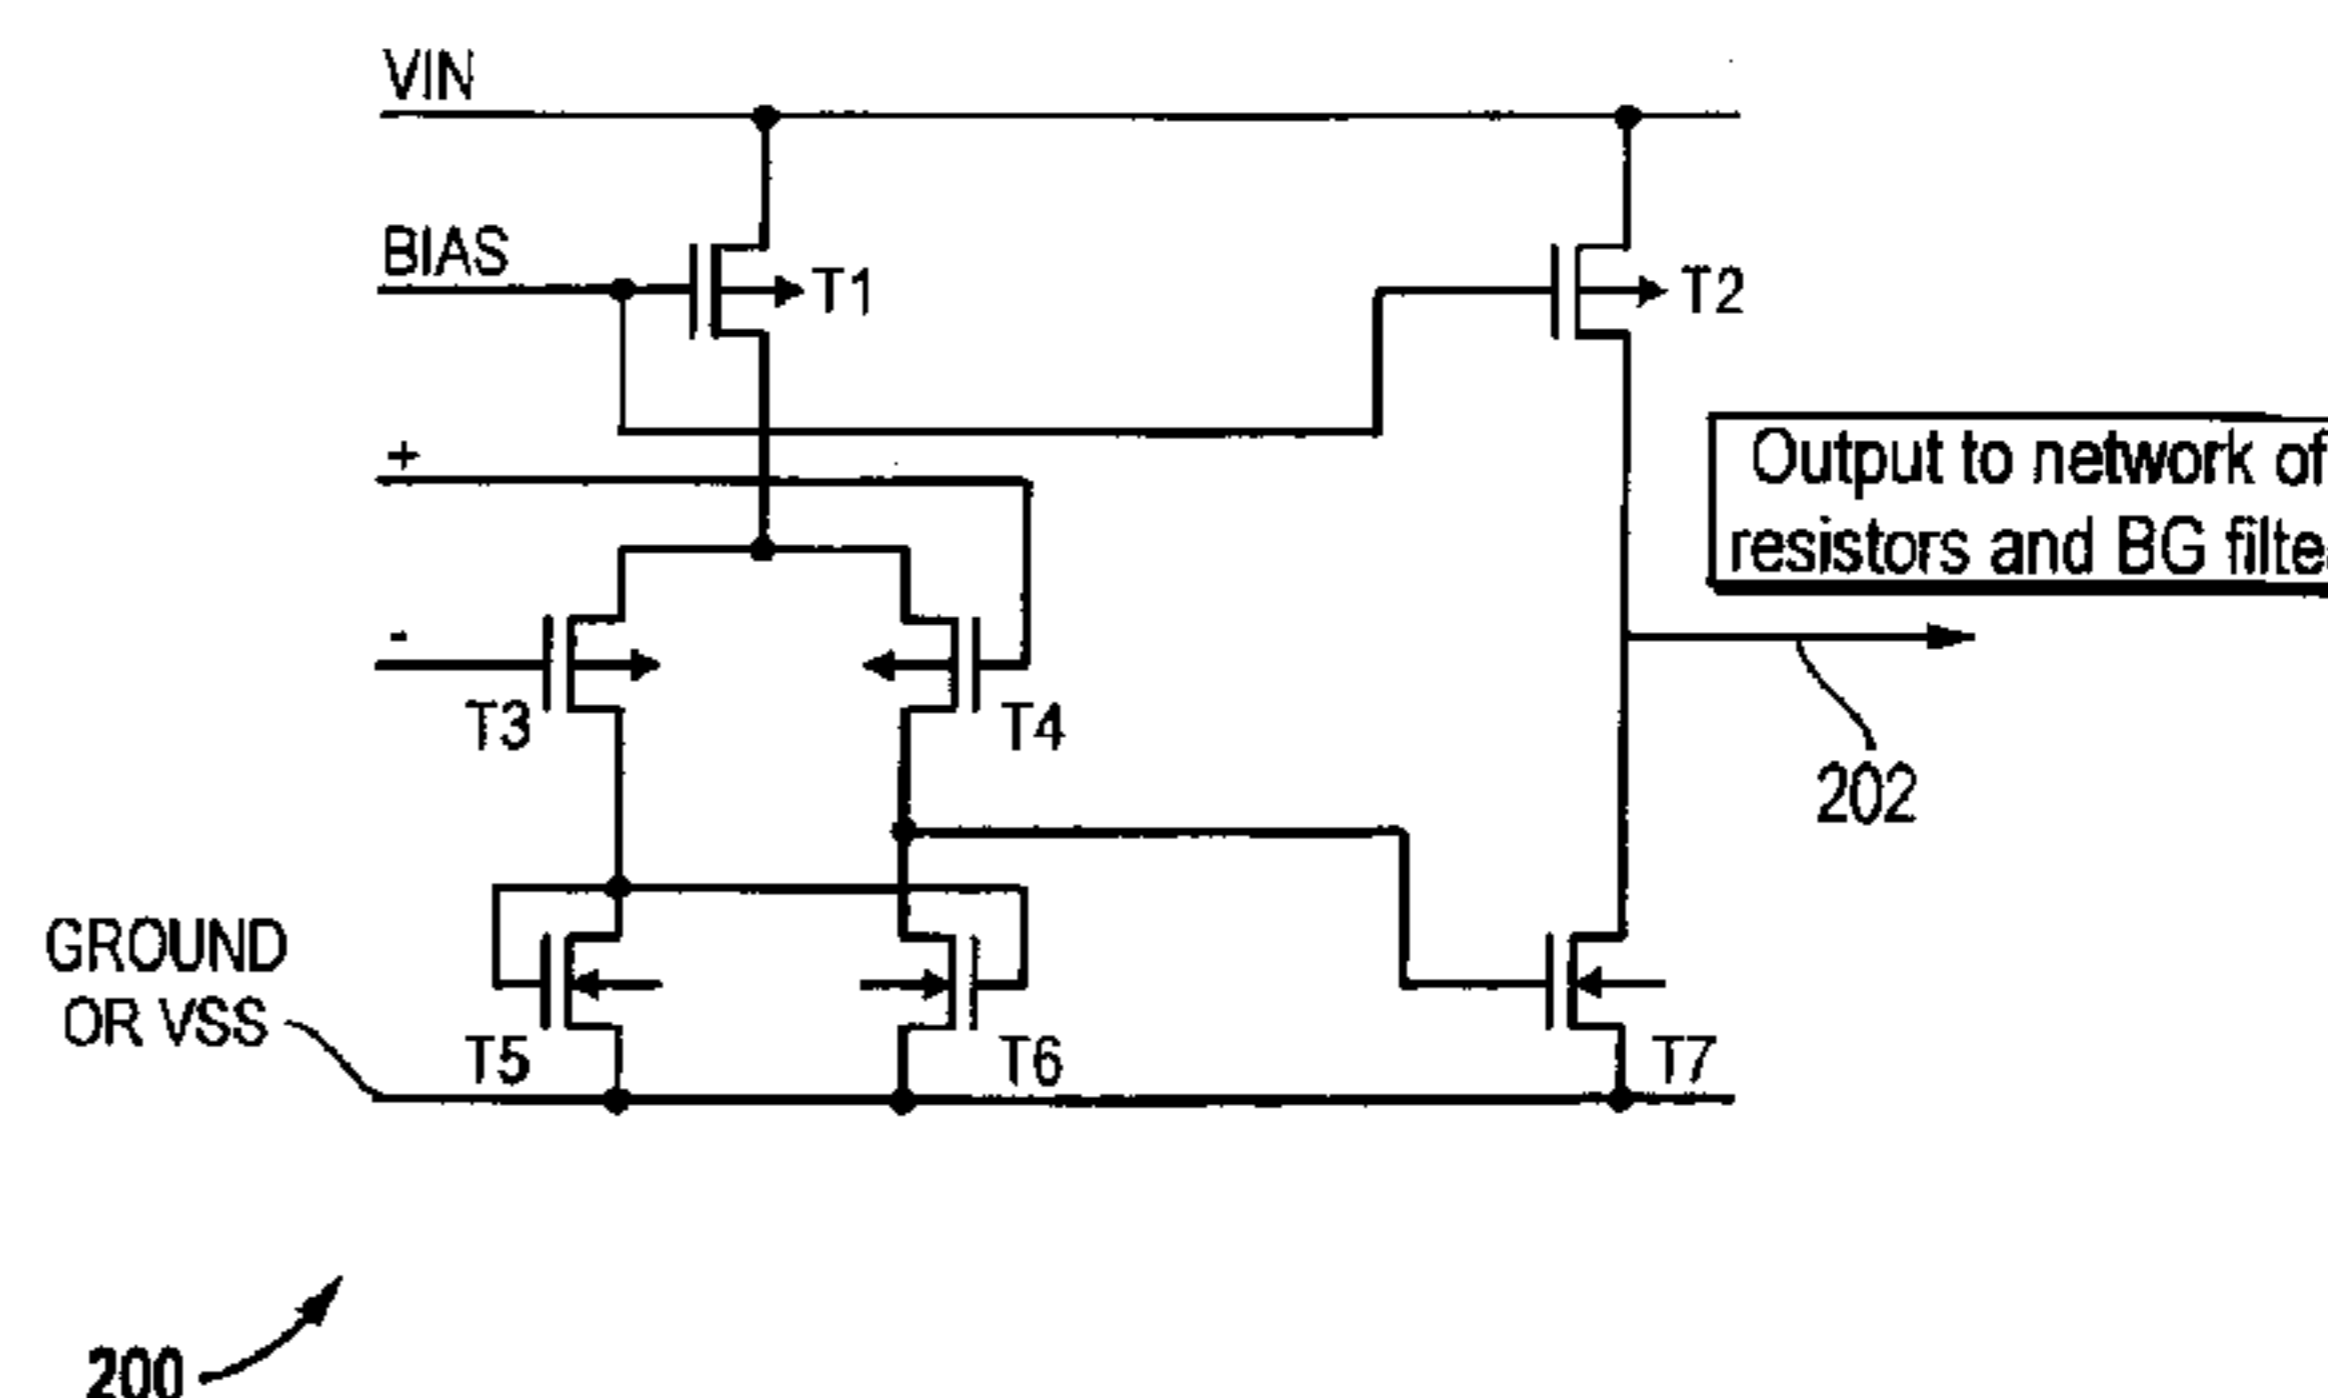 VIN
BIAS
T1
T2
+
Output to network of
resistors and BG
-
T3
T4
202
GROUND
OR VSS
T5
T6
T7
200